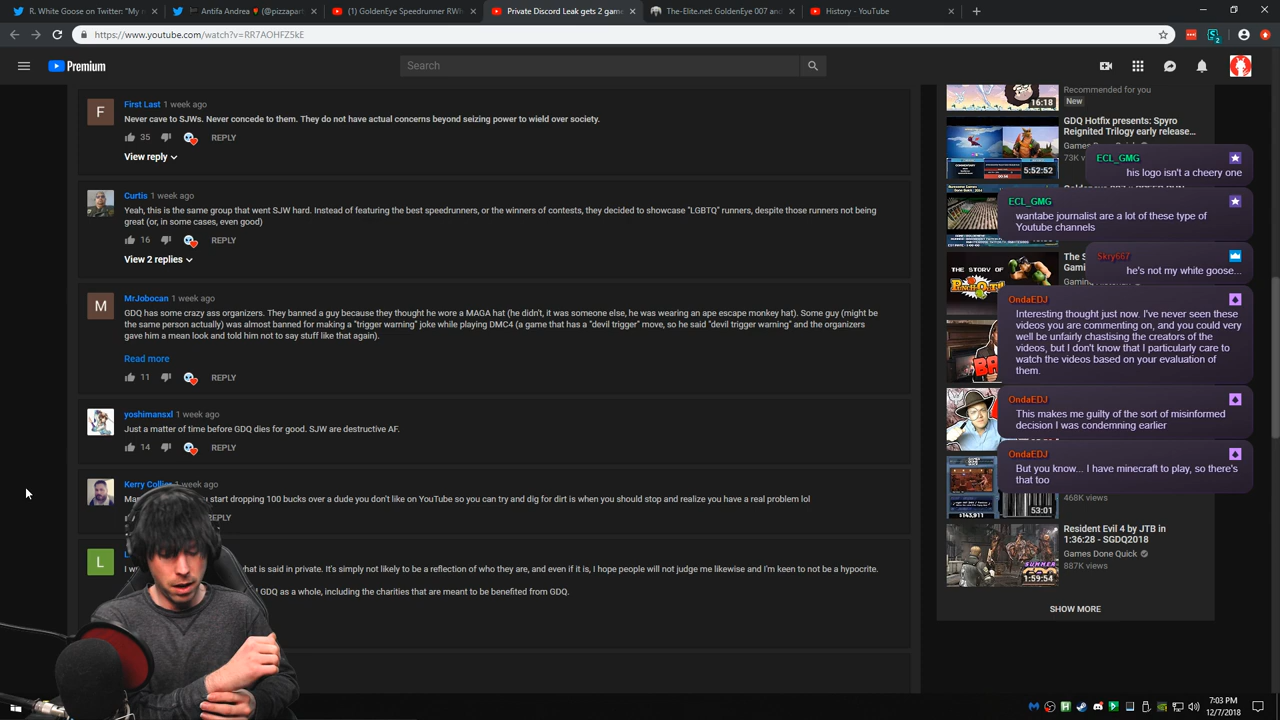 R. White Goose on Twitter: "My n
Antifa Andrea
(@pizzapart
(1) GoldenEye Speedrunner RWh
Private Discord Leak gets 2 game
The-Elite.net: GoldenEye 007 and
History - YouTube
https://www.youtube.com/watch?v=RR7AOHFZ5kE
Premium
Search
F
First Last 1 week ago
Never cave to SJWs. Never concede to them. They do not have actual concerns beyond seizing power to wield over society.
35
REPLY
View reply
Curtis 1 week ago
Yeah, this is the same group that went SJW hard. Instead of featuring the best speedrunners, or the winners of contests, they decided to showcase "LGBTQ" runners, despite those runners not being
great (or, in some cases, even good)
16
REPLY
View 2 replies
M
MrJobocan 1 week ago
GDQ has some crazy ass organizers. They banned a guy because they thought he wore a MAGA hat (he didn't, it was someone else, he was wearing an ape escape monkey hat). Some guy (might be
the same person actually) was almost banned for making a "trigger warning" joke while playing DMC4 (a game that has a "devil trigger" move, so he said "devil trigger warning" and the organizers
gave him a mean look and told him not to say stuff like that again).
Read more
11
REPLY
yoshimansxl 1 week ago
Just a matter of time before GDQ dies for good. SJW are destructive AF.
14
REPLY
Kerry Collin
week ago
start dropping 100 bucks over a dude you don't like on YouTube so you can try and dig for dirt is when you should stop and realize you have a real problem lol
REPLY
L
I w
what is said in private. It's simply not likely to be a reflection of who they are, and even if it is, I hope people will not judge me likewise and I'm keen to not be a hypocrite.
GDQ as a whole, including the charities that are meant to be benefited from GDQ.
16:18
Recommended for you
New
5:52:52
GDQ Hotfix presents: Spyro
Reignited Trilogy early release...
Games Done
73K v
THE STORY OF
PUNCH-OUT!!
The S
Gami
BA
53:01
468K views
1:59:54
Resident Evil 4 by JTB in
1:36:28 - SGDQ2018
Games Done Quick
887K views
SHOW MORE
ECL_GMG
his logo isn't a cheery one
ECL_GMG
wantabe journalist are a lot of these type of
Youtube channels
Skry667
he's not my white goose...
OndaEDJ
Interesting thought just now. I've never seen these
videos you are commenting on, and you could very
well be unfairly chastising the creators of the
videos, but I don't know that I particularly care to
watch the videos based on your evaluation of
them.
OndaEDJ
This makes me guilty of the sort of misinformed
decision I was condemning earlier
OndaEDJ
But you know... I have minecraft to play, so there's
that too
7:03 PM
12/7/2018